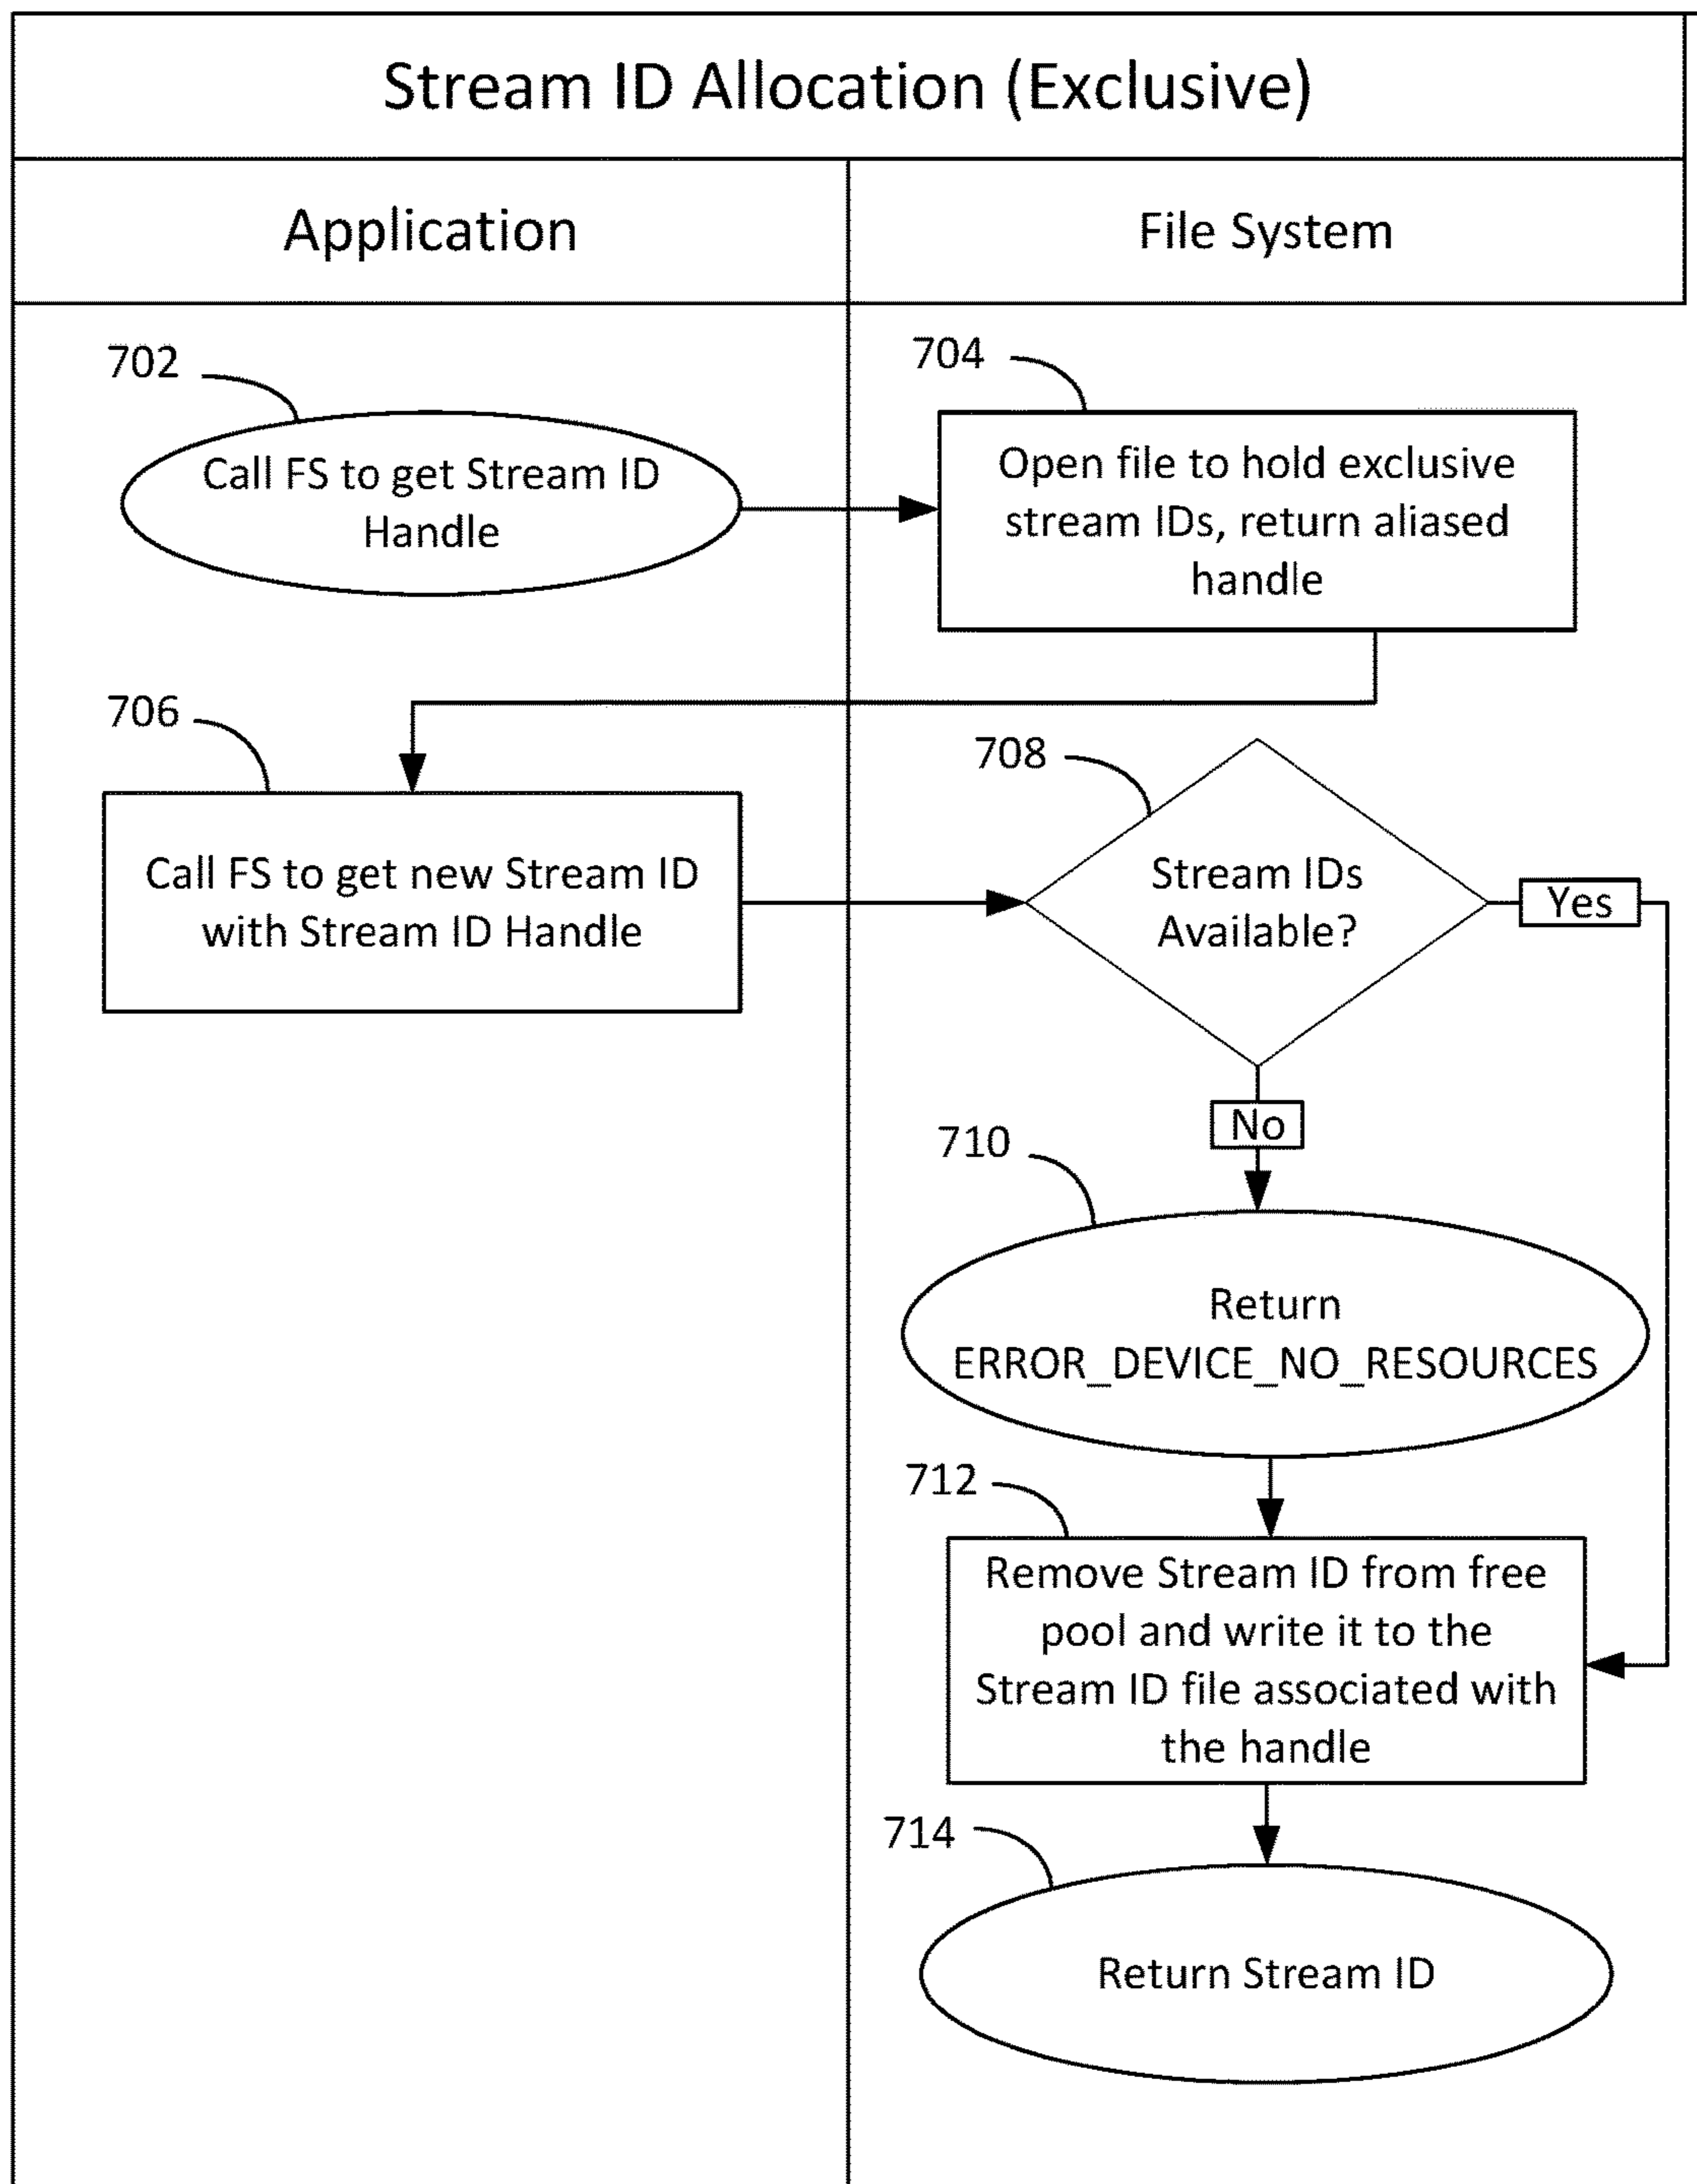 Stream ID Allocation (Exclusive)
Application
File System
702
Call FS to get Stream ID
Handle
704
Open file to hold exclusive
stream IDs, return aliased
handle
706
Call FS to get new Stream ID
with Stream ID Handle
708
Stream IDs
Available?
Yes
No
710
Return
ERROR_DEVICE_NO_RESOURCES
712
Remove Stream ID from free
pool and write it to the
Stream ID file associated with
the handle
714
Return Stream ID